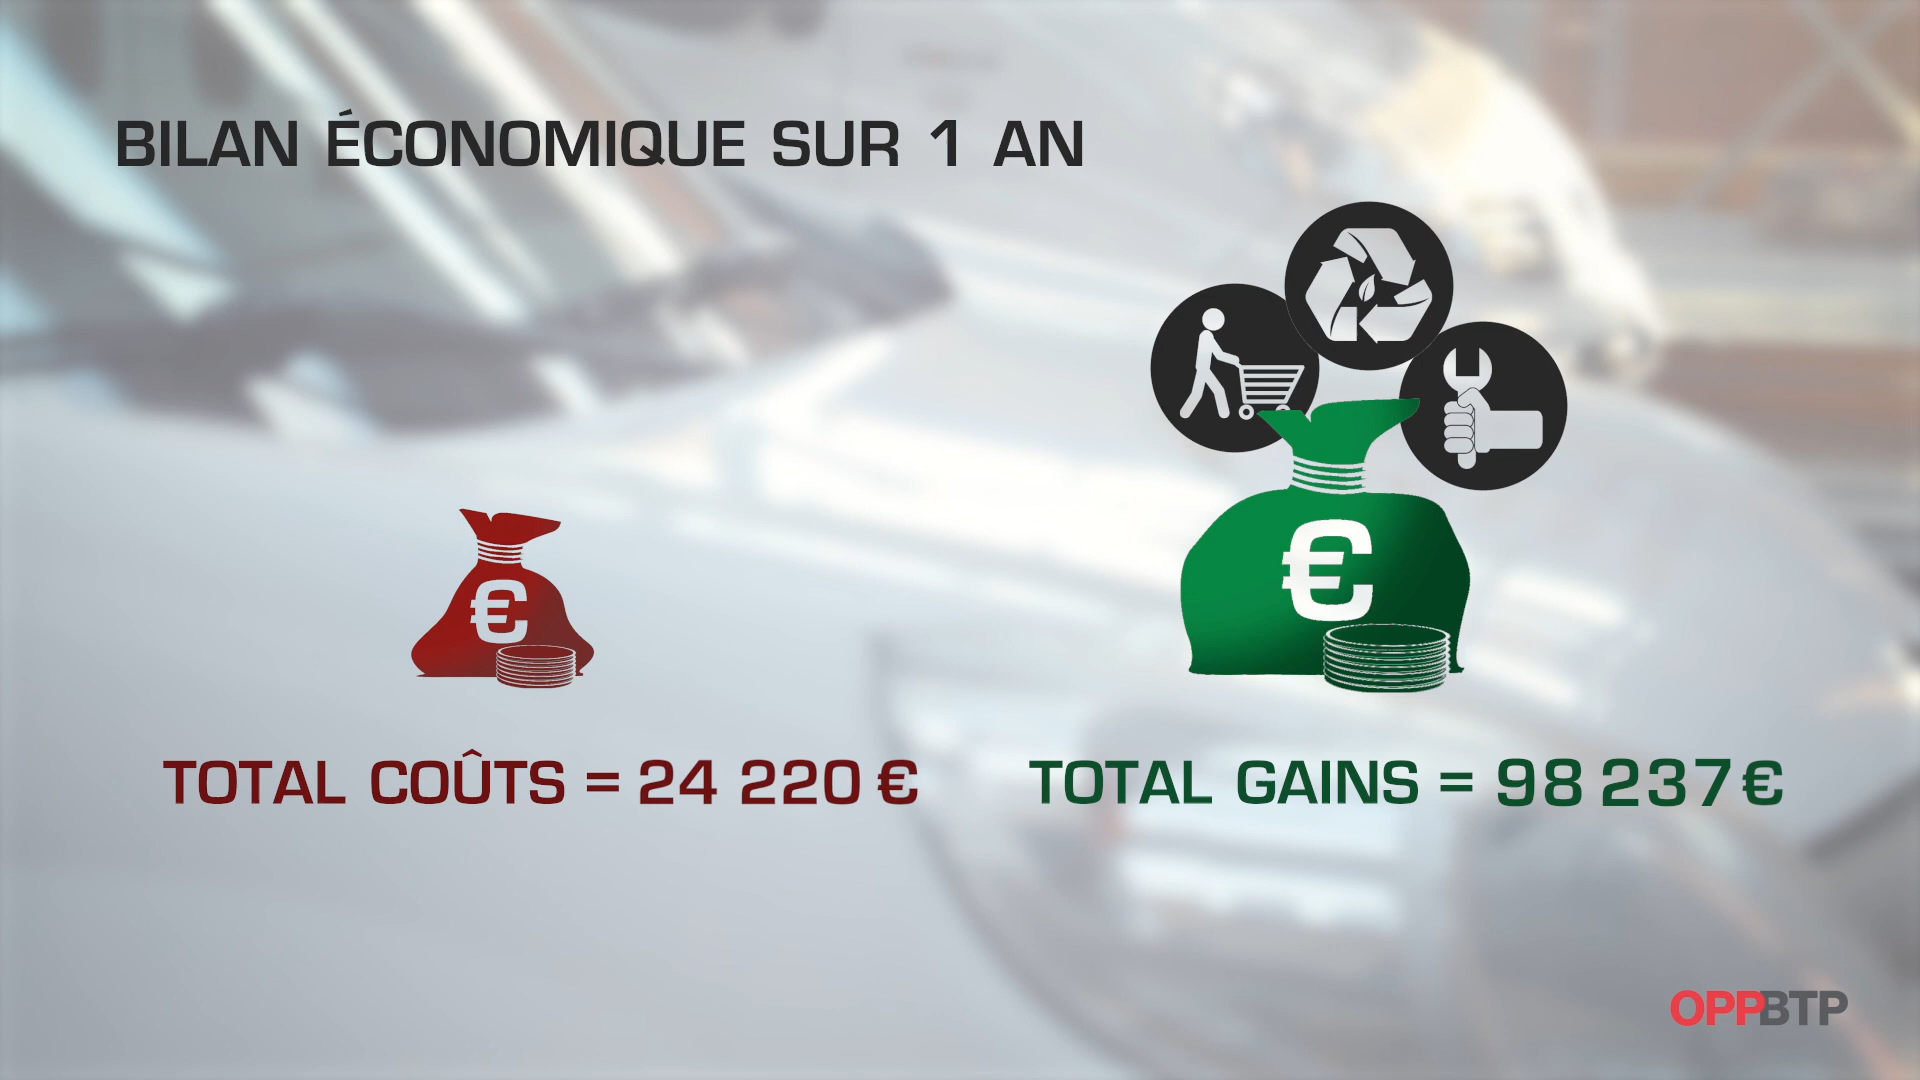 BILAN ÉCONOMIQUE SUR 1 AN
€
€
TOTAL COÛTS = 24 220 €
TOTAL GAINS = 98 237 €
OPPBTP